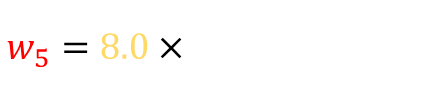 w₅ = 8.0 ×